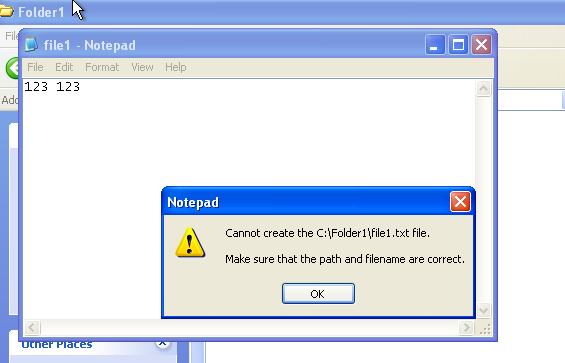 Folder1
file1 - Notepad
File Edit Format View Help
123 123
Notepad
Cannot create the C:\Folder1\file1.txt file.
Make sure that the path and filename are correct.
OK
Other Places